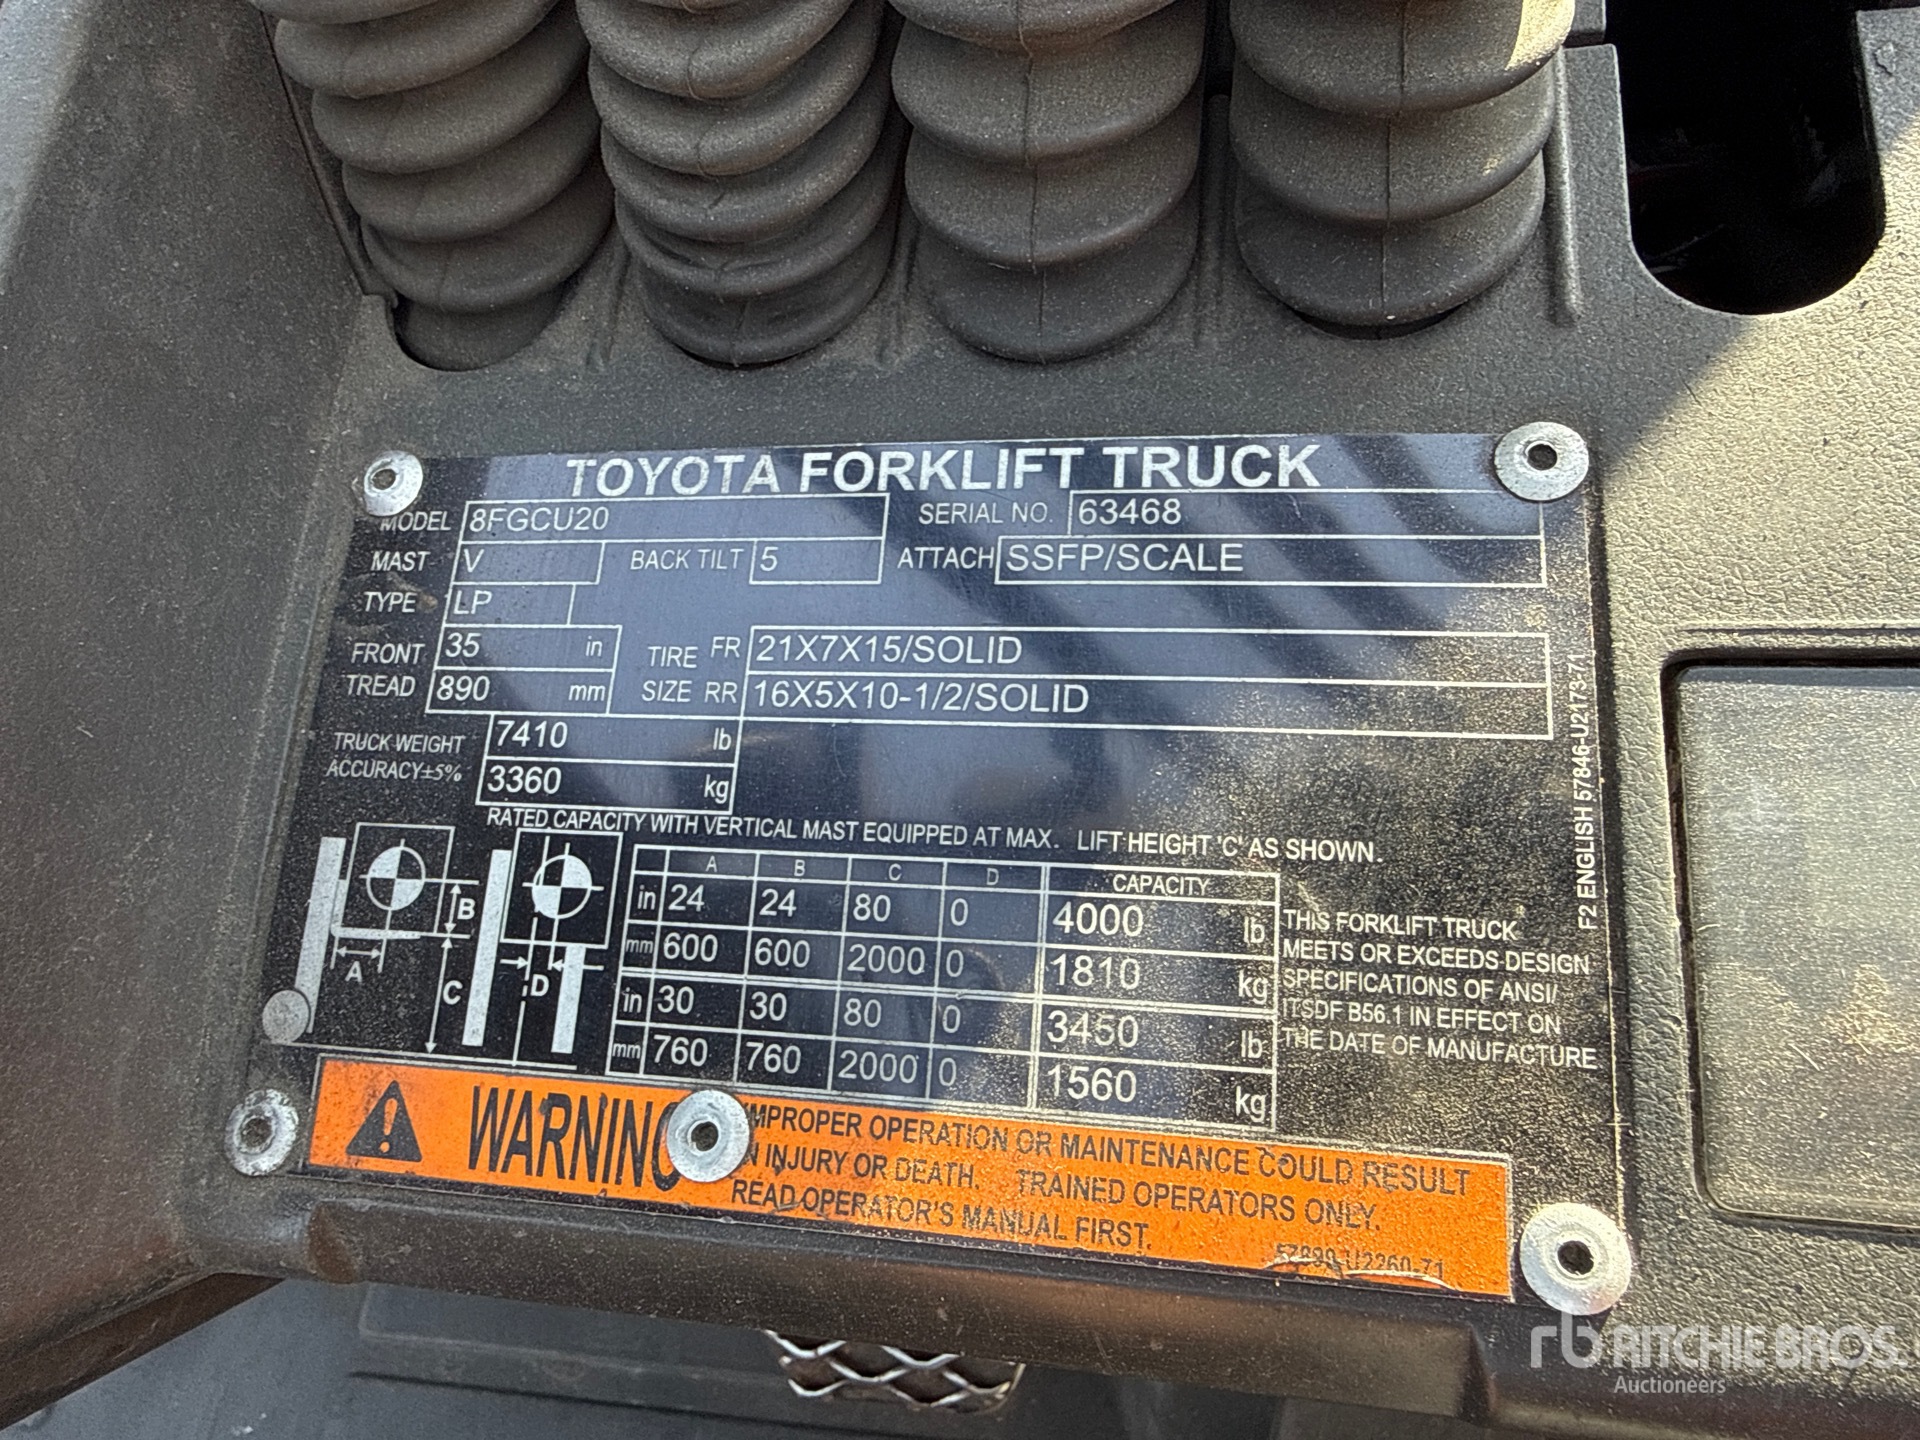 TOYOTA FORKLIFT TRUCK
MODEL 8FGCU20 SERIAL NO. 63468
MAST V BACK TILT 5 ATTACH SSFP/SCALE
TYPE LP
FRONT 35 in TIRE FR 21X7X15/SOLID
TREAD 890 mm SIZE RR 16X5X10-1/2/SOLID
TRUCK WEIGHT 7410 lb
ACCURACY±5% 3360 kg
RATED CAPACITY WITH VERTICAL MAST EQUIPPED AT MAX. LIFT HEIGHT 'C' AS SHOWN.
A B C D CAPACITY
in 24 24 80 0 4000 lb
mm 600 600 2000 0 1810 kg
in 30 30 80 0 3450 lb
mm 760 760 2000 0 1560 kg
B
A
C
D
THIS FORKLIFT TRUCK
MEETS OR EXCEEDS DESIGN
SPECIFICATIONS OF ANSI/
ITSDF B56.1 IN EFFECT ON
THE DATE OF MANUFACTURE
F2 ENGLISH 57846-U2173-71
WARNING IMPROPER OPERATION OR MAINTENANCE COULD RESULT
IN INJURY OR DEATH. TRAINED OPERATORS ONLY.
READ OPERATOR'S MANUAL FIRST.
rb RITCHIE BROS.
Auctioneers